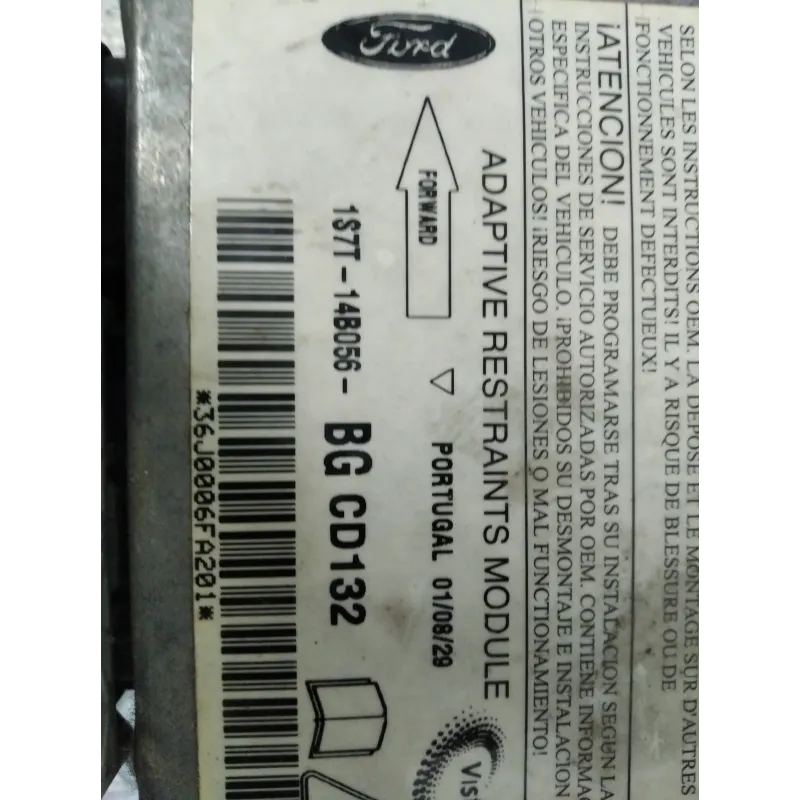 SELON LES INSTRUCTIONS OEM. LA DEPOSE ET LE MONTAGE SUR D'AUTRES
VEHICULES SONT INTERDITS! IL Y A RISQUE DE BLESSURE OU DE
FONCTIONNEMENT DEFECTUEUX!
¡ATENCION! DEBE PROGRAMARSE TRAS SU INSTALACION SEGUN LA
INSTRUCCIONES DE SERVICIO AUTORIZADAS POR OEM. CONTIENE INFORMA
ESPECIFICA DEL VEHICULO. ¡PROHIBIDOS SU DESMONTAJE E INSTALACION
OTROS VEHICULOS! ¡RIESGO DE LESIONES O MAL FUNCTIONAMIENTO!
Ford
ADAPTIVE RESTRAINTS MODULE
FORWARD
PORTUGAL 01/08/29
1S7T-14B056- BG CD132
*36J0006FA201*